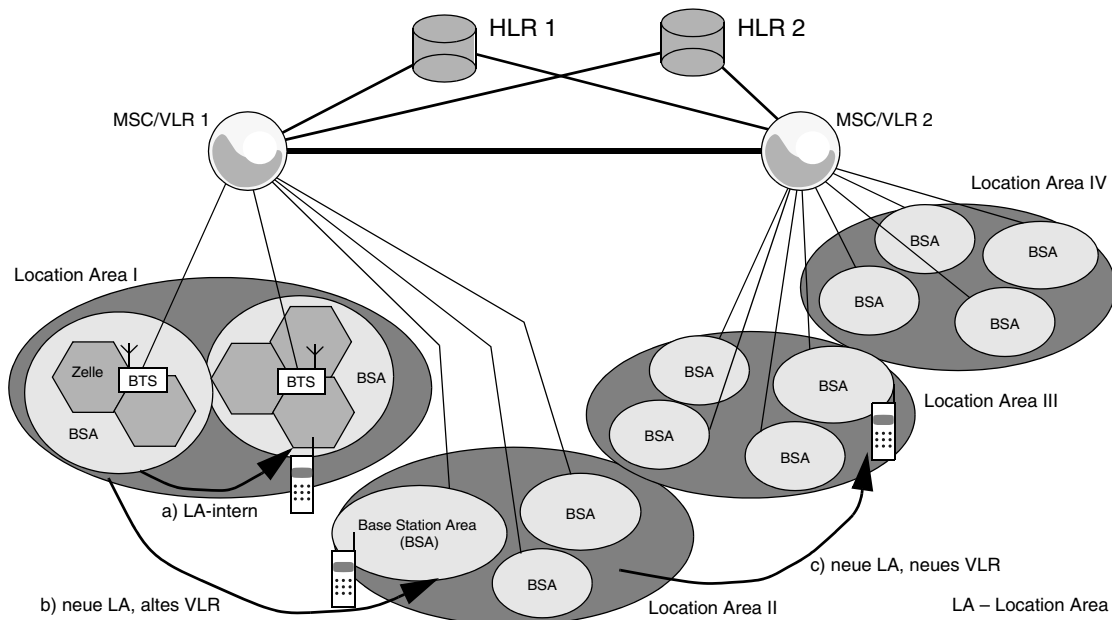 HLR 1
HLR 2
MSC/VLR 1
MSC/VLR 2
Location Area IV
BSA
BSA
BSA
BSA
Location Area I
Zelle
BTS
BSA
BTS
BSA
BSA
BSA
BSA
BSA
Location Area III
a) LA-intern
Base Station Area
(BSA)
BSA
BSA
b) neue LA, altes VLR
c) neue LA, neues VLR
Location Area II
LA – Location Area